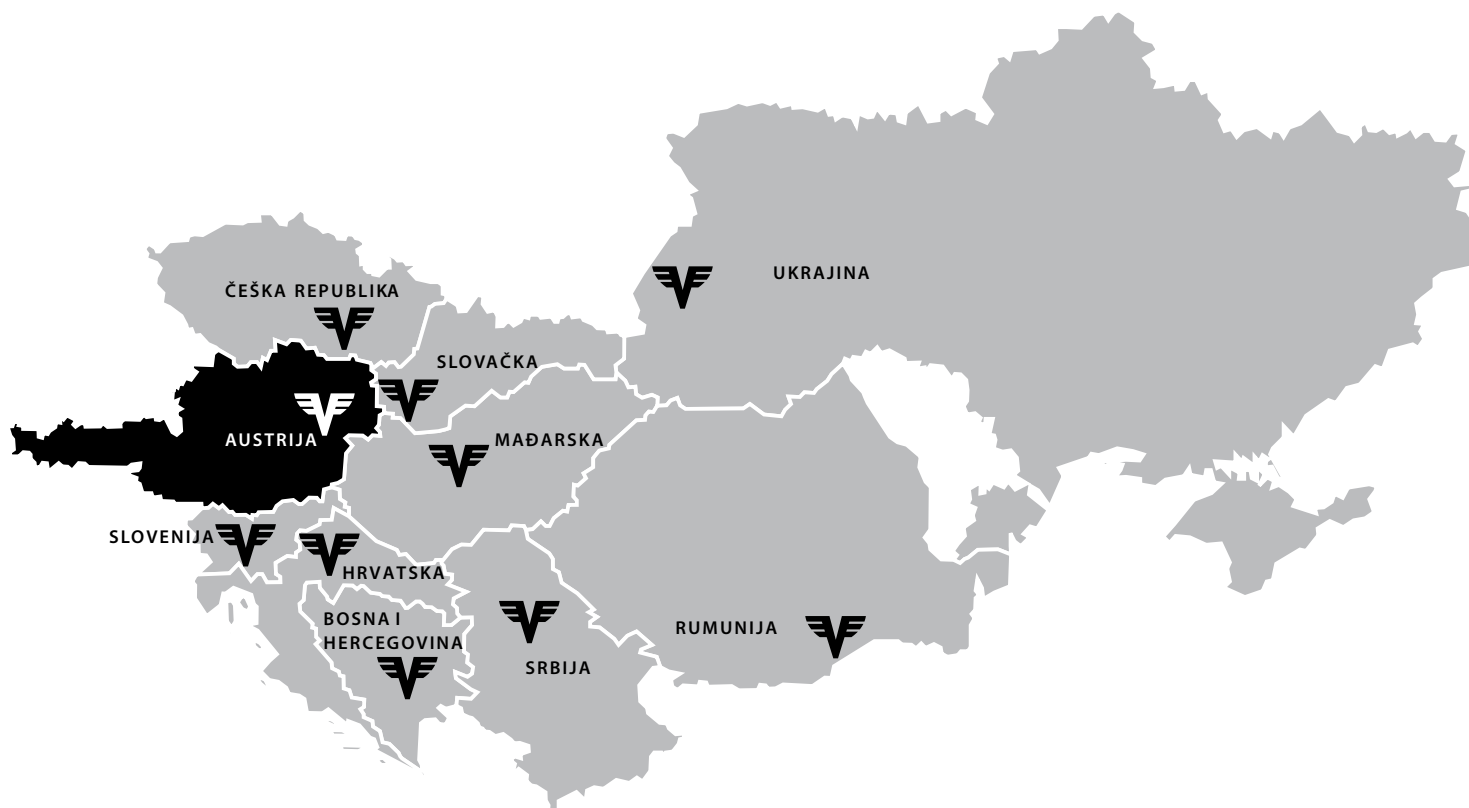 UKRAJINA
ČEŠKA REPUBLIKA
SLOVAČKA
AUSTRIJA
MAĐARSKA
SLOVENIJA
HRVATSKA
BOSNA I
HERCEGOVINA
RUMUNIJA
SRBIJA